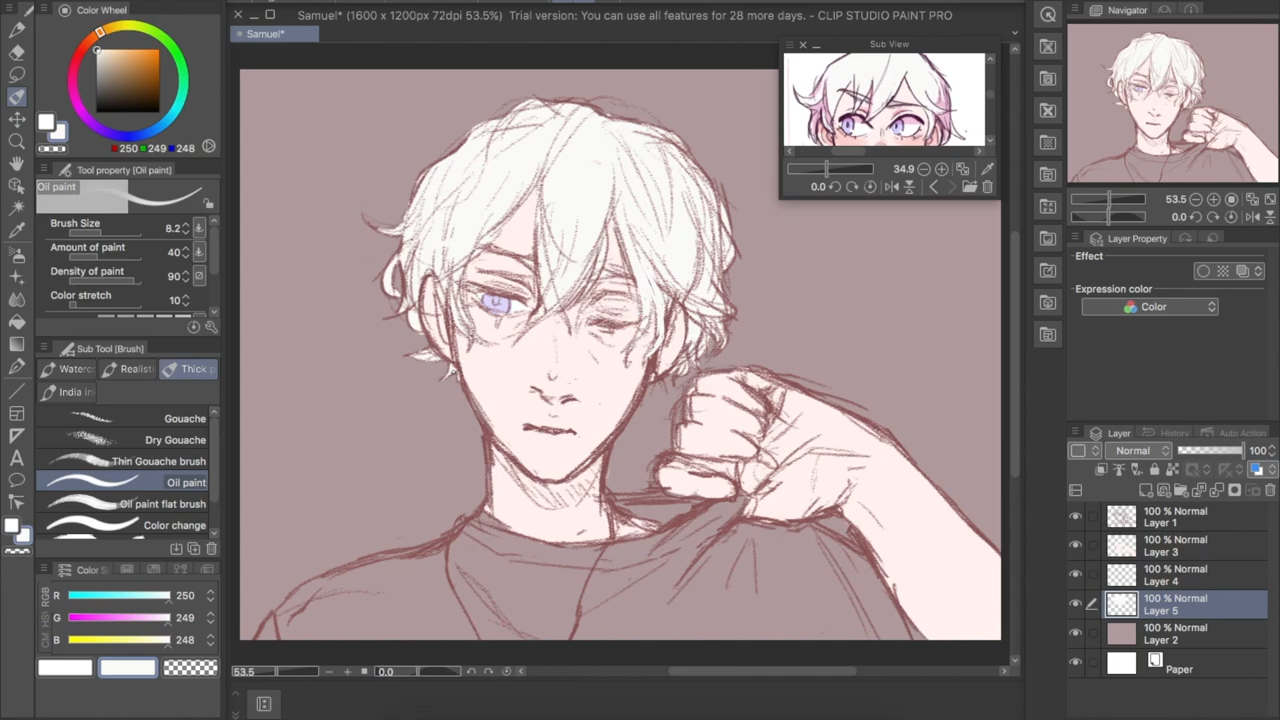 Color Wheel
Samuel* (1600 x 1200px 72dpi 53.5%) Trial version: You can use all features for 28 more days. - CLIP STUDIO PAINT PRO
Navigator
Samuel*
Sub View
250 249 248
Tool property [Oil paint]
Oil paint
34.9
0.0
Brush Size 8.2
Amount of paint 40
Density of paint 90
Color stretch 10
53.5
0.0
Layer Property
Effect
Expression color
Color
Sub Tool [Brush]
Waterc
Realist
Thick p
India in
Gouache
Dry Gouache
Thin Gouache brush
Oil paint
Oil paint flat brush
Color change
Layer
History
Auto Action
Normal
100
100 % Normal
Layer 1
100 % Normal
Layer 3
100 % Normal
Layer 4
100 % Normal
Layer 5
100 % Normal
Layer 2
Paper
Color S
RGB
R 250
G 249
B 248
53.5
0.0